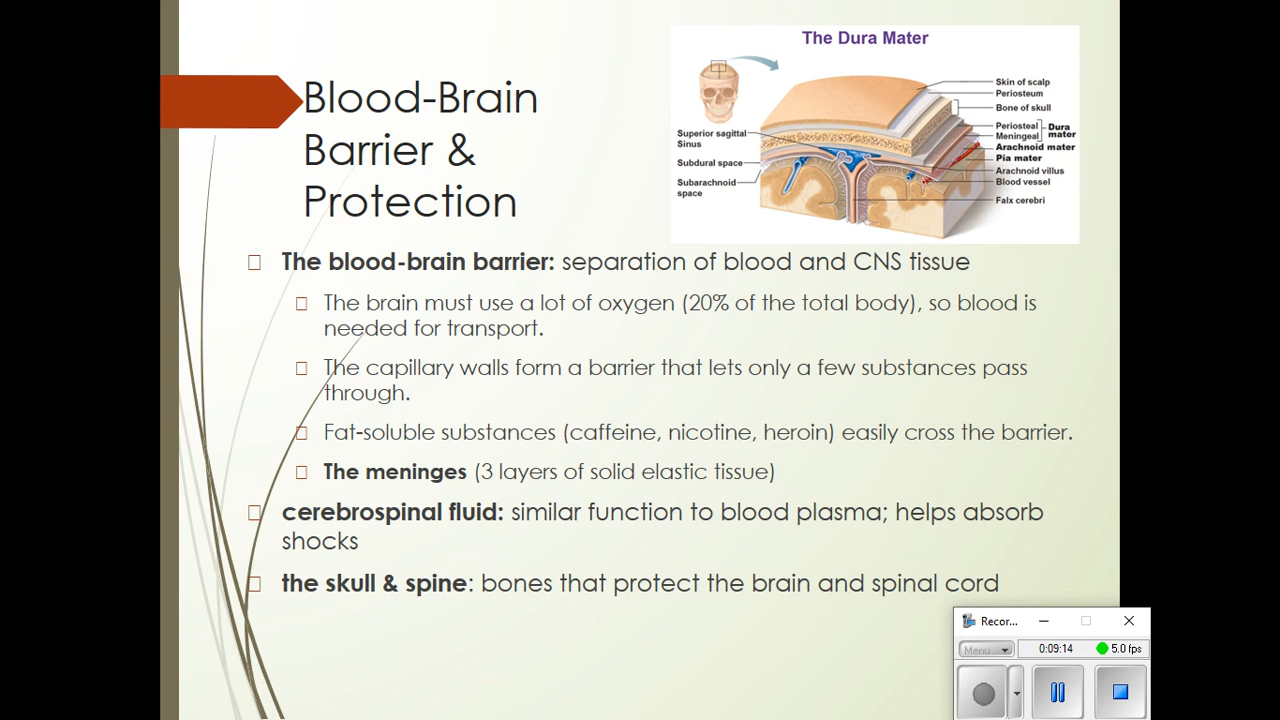 Blood-Brain
Barrier &
Protection
The Dura Mater
Skin of scalp
Periosteum
Bone of skull
Periosteal
Meningeal
Dura
mater
Arachnoid mater
Pia mater
Arachnoid villus
Blood vessel
Falx cerebri
Superior sagittal
Sinus
Subdural space
Subarachnoid
space
The blood-brain barrier: separation of blood and CNS tissue
The brain must use a lot of oxygen (20% of the total body), so blood is
needed for transport.
The capillary walls form a barrier that lets only a few substances pass
through.
Fat-soluble substances (caffeine, nicotine, heroin) easily cross the barrier.
The meninges (3 layers of solid elastic tissue)
cerebrospinal fluid: similar function to blood plasma; helps absorb
shocks
the skull & spine: bones that protect the brain and spinal cord
Recor...
Menu
0:09:14
5.0 fps